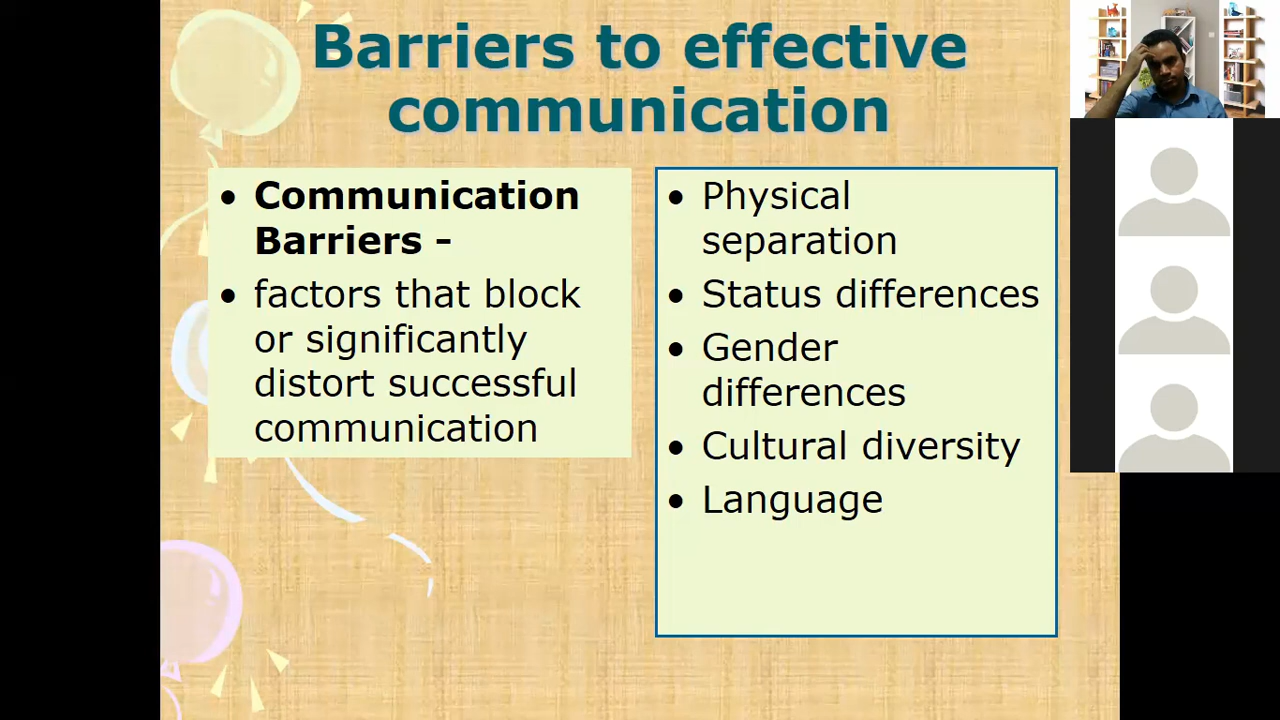 Barriers to effective
communication
• Communication
Barriers -
• factors that block
or significantly
distort successful
communication
• Physical
separation
• Status differences
• Gender
differences
• Cultural diversity
• Language